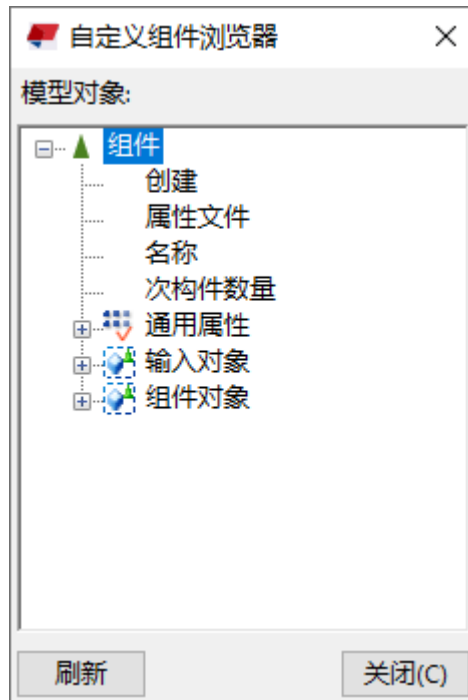 自定义组件浏览器
模型对象:
组件
创建
属性文件
名称
次构件数量
通用属性
输入对象
组件对象
刷新 关闭(C)